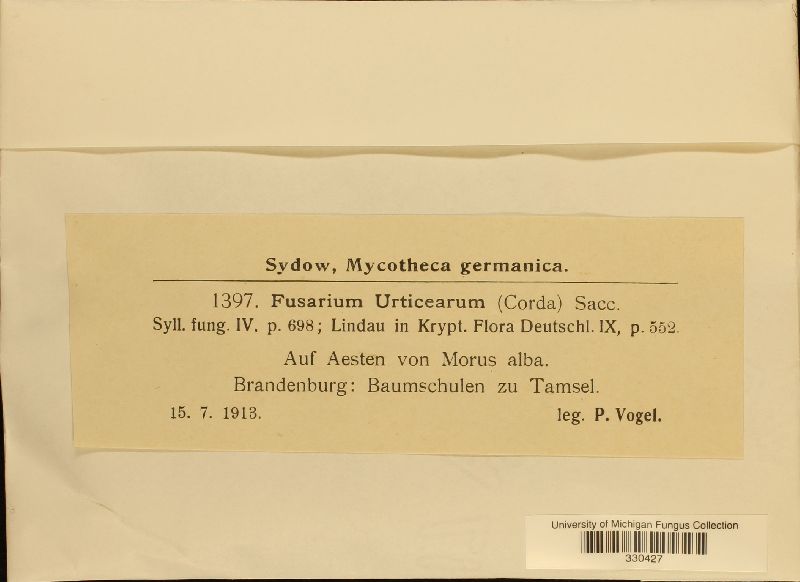 Sydow, Mycotheca germanica.
1397. Fusarium Urticearum (Corda) Sacc.
Syll. fung. IV. p. 698; Lindau in Krypt. Flora Deutschl. IX, p. 552.
Auf Aesten von Morus alba.
Brandenburg: Baumschulen zu Tamsel.
15. 7. 1913. leg. P. Vogel.
University of Michigan Fungus Collection
330427